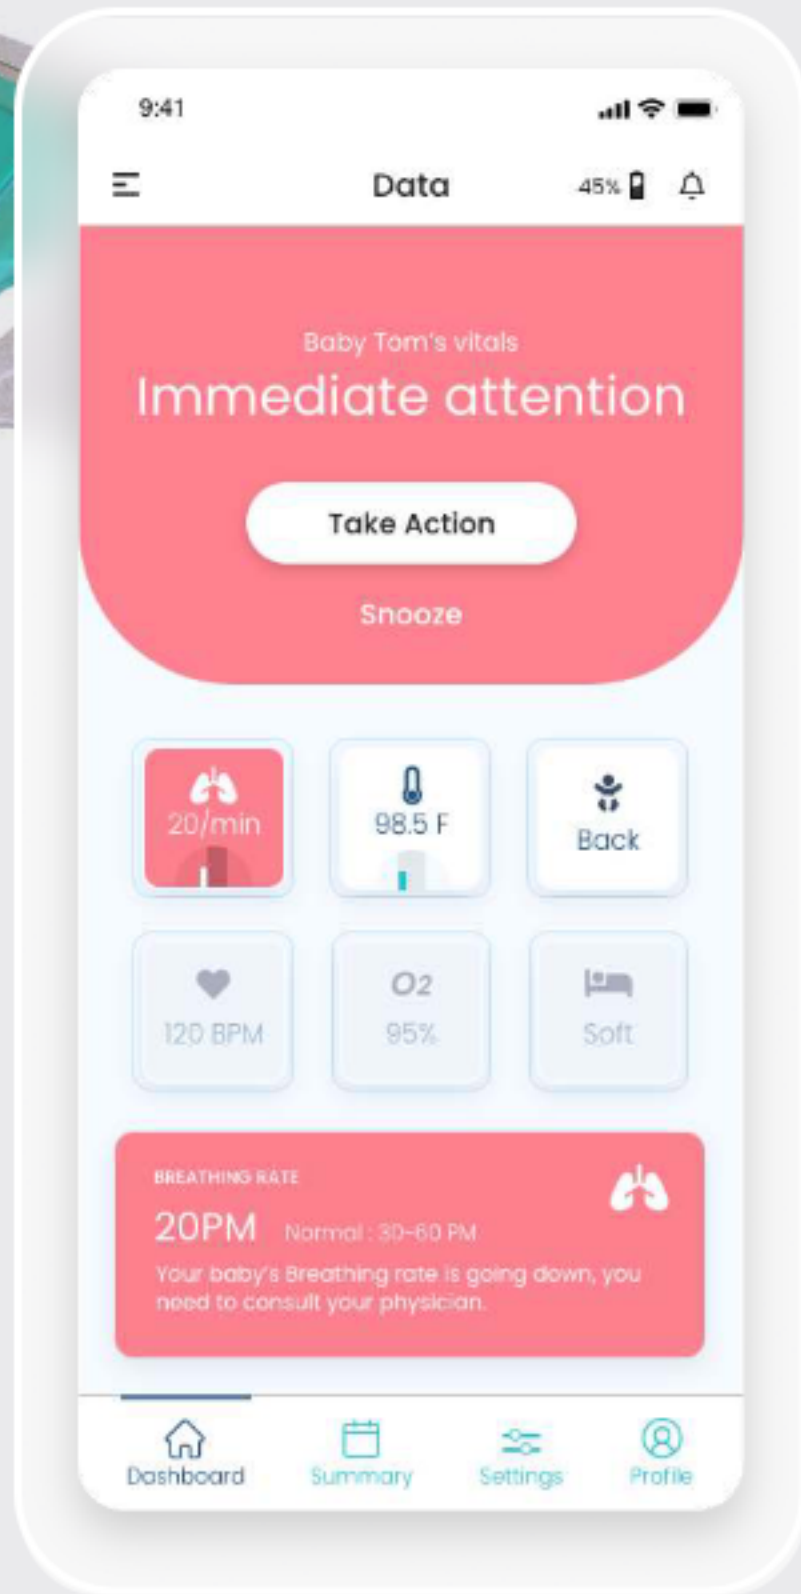 9:41
Data
45%
Baby Tom's vitals
Immediate attention
Take Action
Snooze
20/min
98.5 F
Back
120 BPM
O2
95%
Soft
BREATHING RATE
20PM Normal : 30-60 PM
Your baby's Breathing rate is going down, you
need to consult your physician.
Dashboard
Summary
Settings
Profile